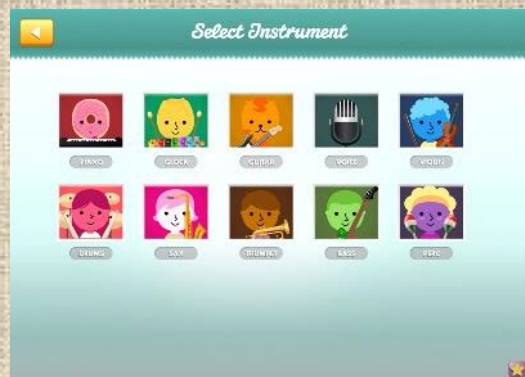 Select Instrument
PIANO GLOCK GUITAR VOICE VIOLIN
DRUMS SAX TRUMPET BASS PERC